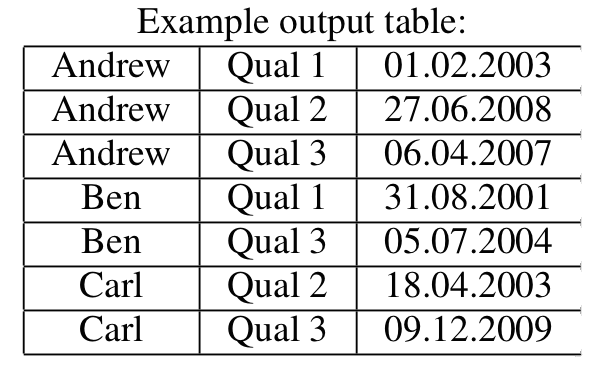 Example output table:
Andrew Qual 1 01.02.2003
Andrew Qual 2 27.06.2008
Andrew Qual 3 06.04.2007
Ben Qual 1 31.08.2001
Ben Qual 3 05.07.2004
Carl Qual 2 18.04.2003
Carl Qual 3 09.12.2009